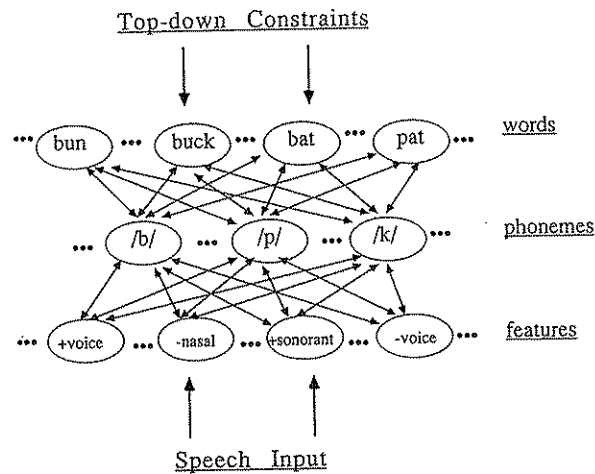 Top-down Constraints
••• bun ••• buck ••• bat ••• pat ••• words
••• /b/ ••• /p/ ••• /k/ ••• phonemes
••• +voice ••• -nasal ••• +sonorant ••• -voice ••• features
Speech Input